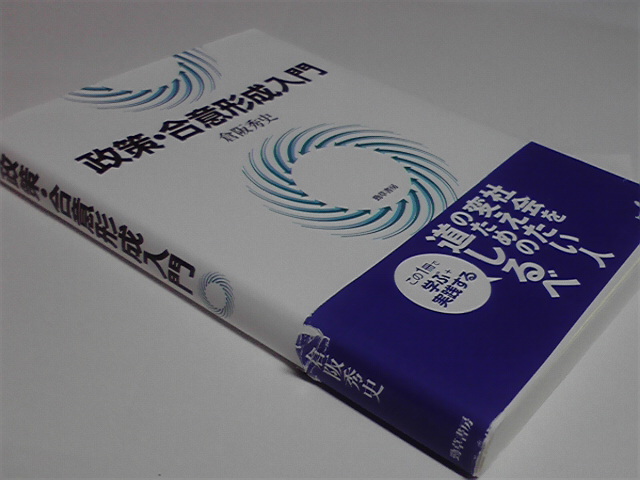 政策・合意形成入門
倉阪秀史
勁草書房
社会を
変えたい人
のための
道しるべ
この1冊で
学ぶ+
実践する
政策・合意形成入門
倉阪秀史
勁草書房